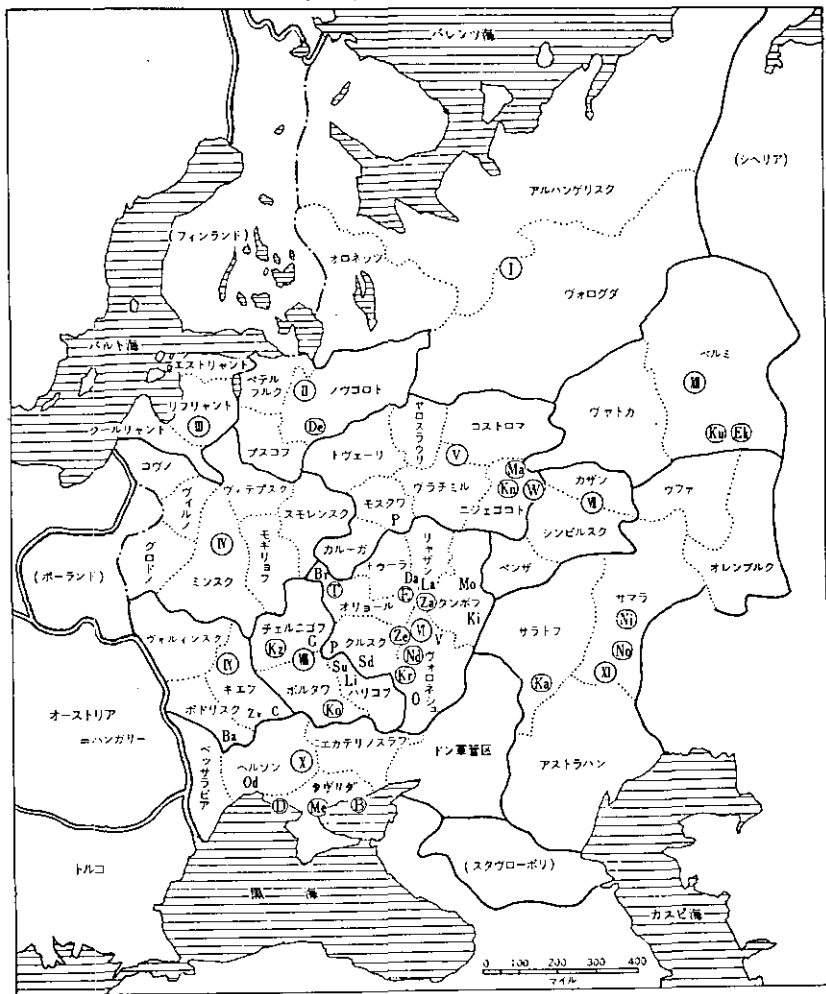 バレンツ海
アルハンゲリスク
(シベリア)
(フィンランド)
オロネッツ
I
ヴォログダ
バルト海
エストリャント
ペテルブルク
II
ノヴゴロト
ペルミ
XII
リフリャント
III
De
ヤロスラウリ
コストロマ
ヴャトカ
Ku
Ek
クールリャント
プスコフ
トヴェーリ
V
Ma
コヴノ
ヴィルノ
ヴィテプスク
スモレンスク
モスクワ
P
ヴラチミル
Kn
W
ニジェゴコト
カザン
VII
シンビルスク
ウファ
グロドノ
IV
ミンスク
モギリョフ
カルーガ
トゥーラ
リャザン
ペンザ
オレンブルク
(ポーランド)
Br
T
オリョール
Da
La
E
Za
タンボフ
Mo
Ki
サマラ
Ni
ヴォルィンスク
チェルニゴフ
Kz
G
VIII
P
クルスク
Ze
VI
V
サラトフ
No
IX
キエン
Su
Sd
Nd
ヴォロネジュ
Li
Kr
XI
Ka
ポドリスク
Zv
C
ポルタワ
Ko
ハリコフ
O
オーストリア
=ハンガリー
Ba
ベッサラビア
ヘルソン
Od
X
エカテリノスラフ
ドン軍管区
アストラハン
D
タヴリダ
Me
B
トルコ
黒海
(スタヴローポリ)
カスピ海
0 100 200 300 400
マイル